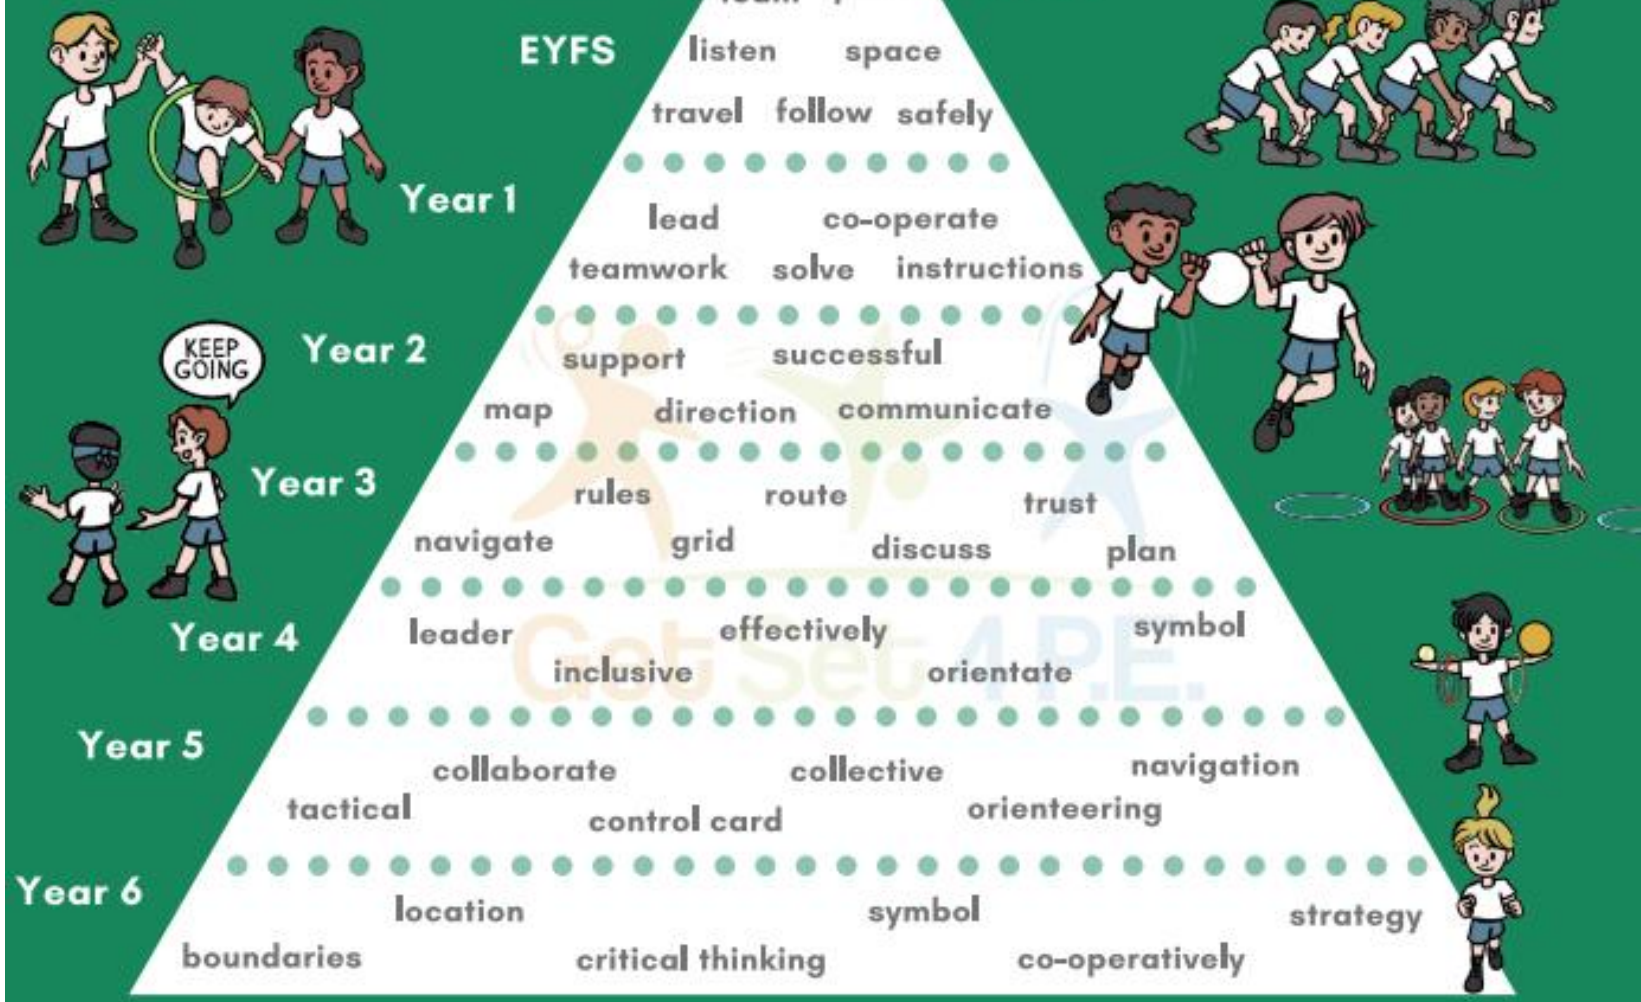 EYFS
listen space
travel follow safely
Year 1
lead co-operate
teamwork solve instructions
Year 2
KEEP
GOING
support successful
map direction communicate
Year 3
rules route trust
navigate grid discuss plan
Year 4
leader effectively symbol
inclusive orientate
Get Set 4 P.E.
Year 5
collaborate collective navigation
tactical control card orienteering
Year 6
location symbol strategy
boundaries critical thinking co-operatively